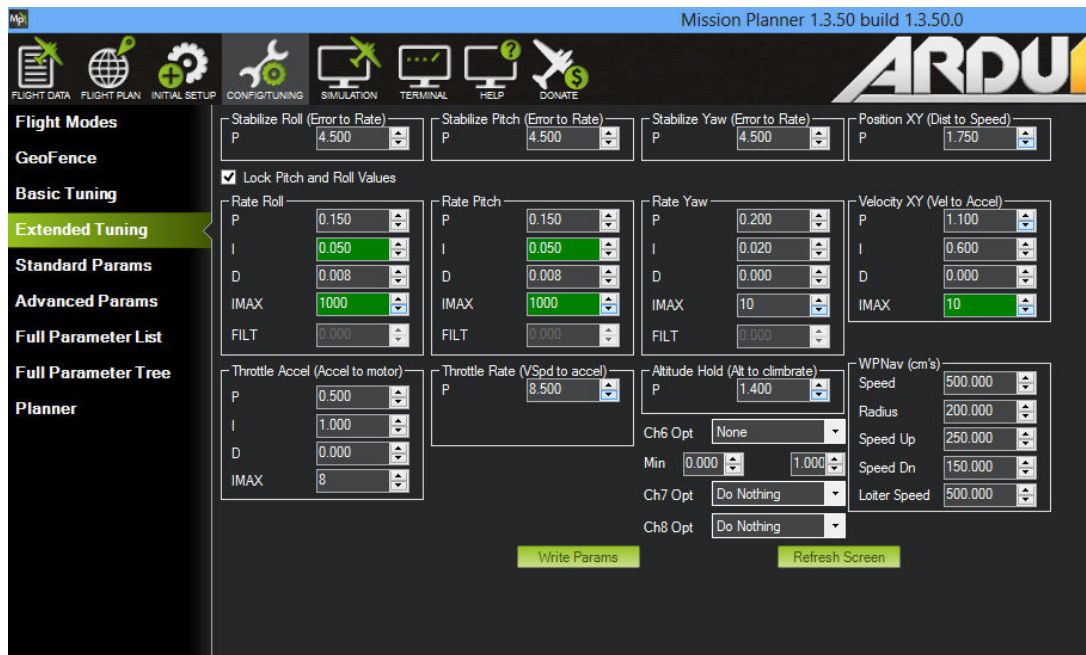 Mp
Mission Planner 1.3.50 build 1.3.50.0
FLIGHT DATA FLIGHT PLAN INITIAL SETUP CONFIG/TUNING SIMULATION TERMINAL HELP DONATE
ARDU
Flight Modes
GeoFence
Basic Tuning
Extended Tuning
Standard Params
Advanced Params
Full Parameter List
Full Parameter Tree
Planner
Stabilize Roll (Error to Rate)
P 4.500
Stabilize Pitch (Error to Rate)
P 4.500
Stabilize Yaw (Error to Rate)
P 4.500
Position XY (Dist to Speed)
P 1.750
Lock Pitch and Roll Values
Rate Roll
P 0.150
I 0.050
D 0.008
IMAX 1000
FILT 0.000
Rate Pitch
P 0.150
I 0.050
D 0.008
IMAX 1000
FILT 0.000
Rate Yaw
P 0.200
I 0.020
D 0.000
IMAX 10
FILT 0.000
Velocity XY (Vel to Accel)
P 1.100
I 0.600
D 0.000
IMAX 10
Throttle Accel (Accel to motor)
P 0.500
I 1.000
D 0.000
IMAX 8
Throttle Rate (VSpd to accel)
P 8.500
Altitude Hold (Alt to climbrate)
P 1.400
Ch6 Opt None
Min 0.000 1.000
Ch7 Opt Do Nothing
Ch8 Opt Do Nothing
WPNav (cm's)
Speed 500.000
Radius 200.000
Speed Up 250.000
Speed Dn 150.000
Loiter Speed 500.000
Write Params
Refresh Screen